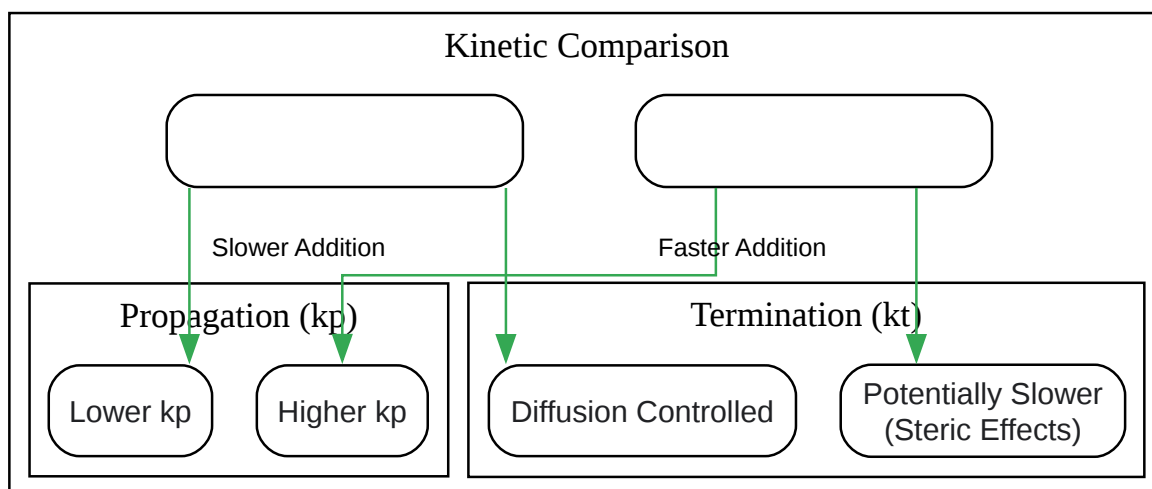 Kinetic Comparison
Slower Addition
Faster Addition
Propagation (kp)
Termination (kt)
Lower kp
Higher kp
Diffusion Controlled
Potentially Slower
(Steric Effects)